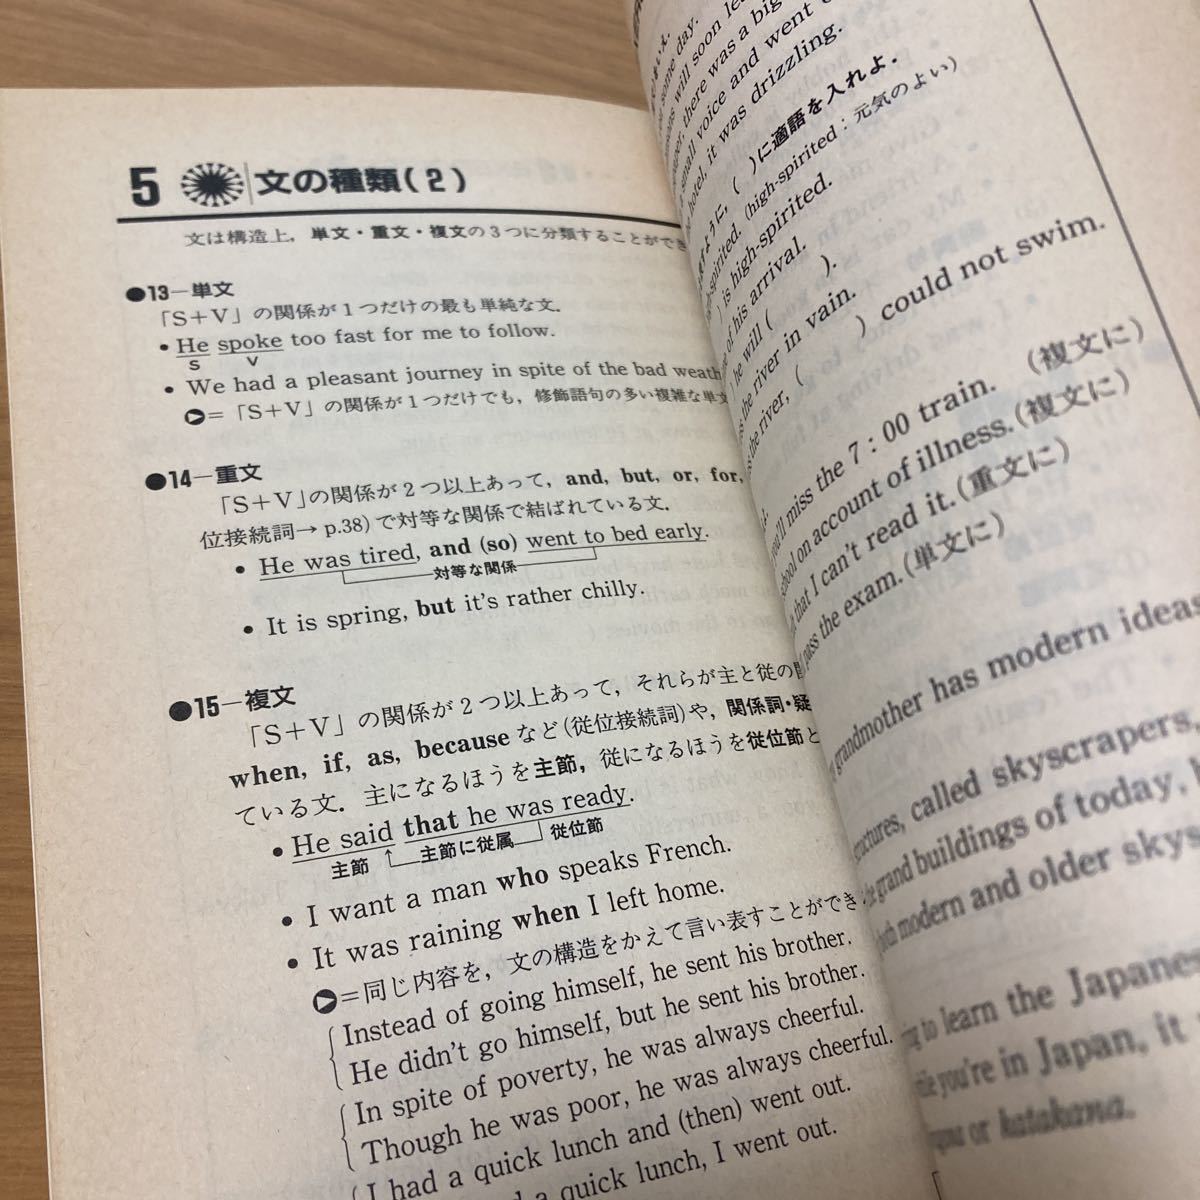 5 文の種類(2)
文は構造上，単文・重文・複文の3つに分類することができ
●13—単文
「S＋V」の関係が1つだけの最も単純な文．
• He spoke too fast for me to follow.
S V
• We had a pleasant journey in spite of the bad weath
▶＝「S＋V」の関係が1つだけでも，修飾語句の多い複雑な単文
●14—重文
「S＋V」の関係が2つ以上あって，and, but, or, for,
位接続詞→p.38)で対等な関係で結ばれている文．
• He was tired, and (so) went to bed early.
対等な関係
• It is spring, but it's rather chilly.
●15—複文
「S＋V」の関係が2つ以上あって，それらが主と従の関
when, if, as, because など(従位接続詞)や，関係詞・疑
ている文．主になるほうを主節，従になるほうを従位節と
• He said that he was ready.
主節 主節に従属 従位節
• I want a man who speaks French.
• It was raining when I left home.
▶＝同じ内容を，文の構造をかえて言い表すことができ
Instead of going himself, he sent his brother.
He didn't go himself, but he sent his brother.
In spite of poverty, he was always cheerful.
Though he was poor, he was always cheerful.
I had a quick lunch and (then) went out.
a quick lunch, I went out.
some day.
will soon
there was a big
small voice and went
hotel, it was drizzling.
( )に適語を入れよ．
(high-spirited：元気のよい)
) is high-spirited.
of his arrival.
he will ( ).
the river in vain.
the river, ( ) could not swim.
miss the 7：00 train. (複文に)
school on account of illness.(複文に)
that I can't read it.(重文に)
pass the exam.(単文に)
grandmother has modern ideas
called skyscrapers,
grand buildings of today,
modern and older
to learn the Japanes
you're in Japan, it
or katakana.